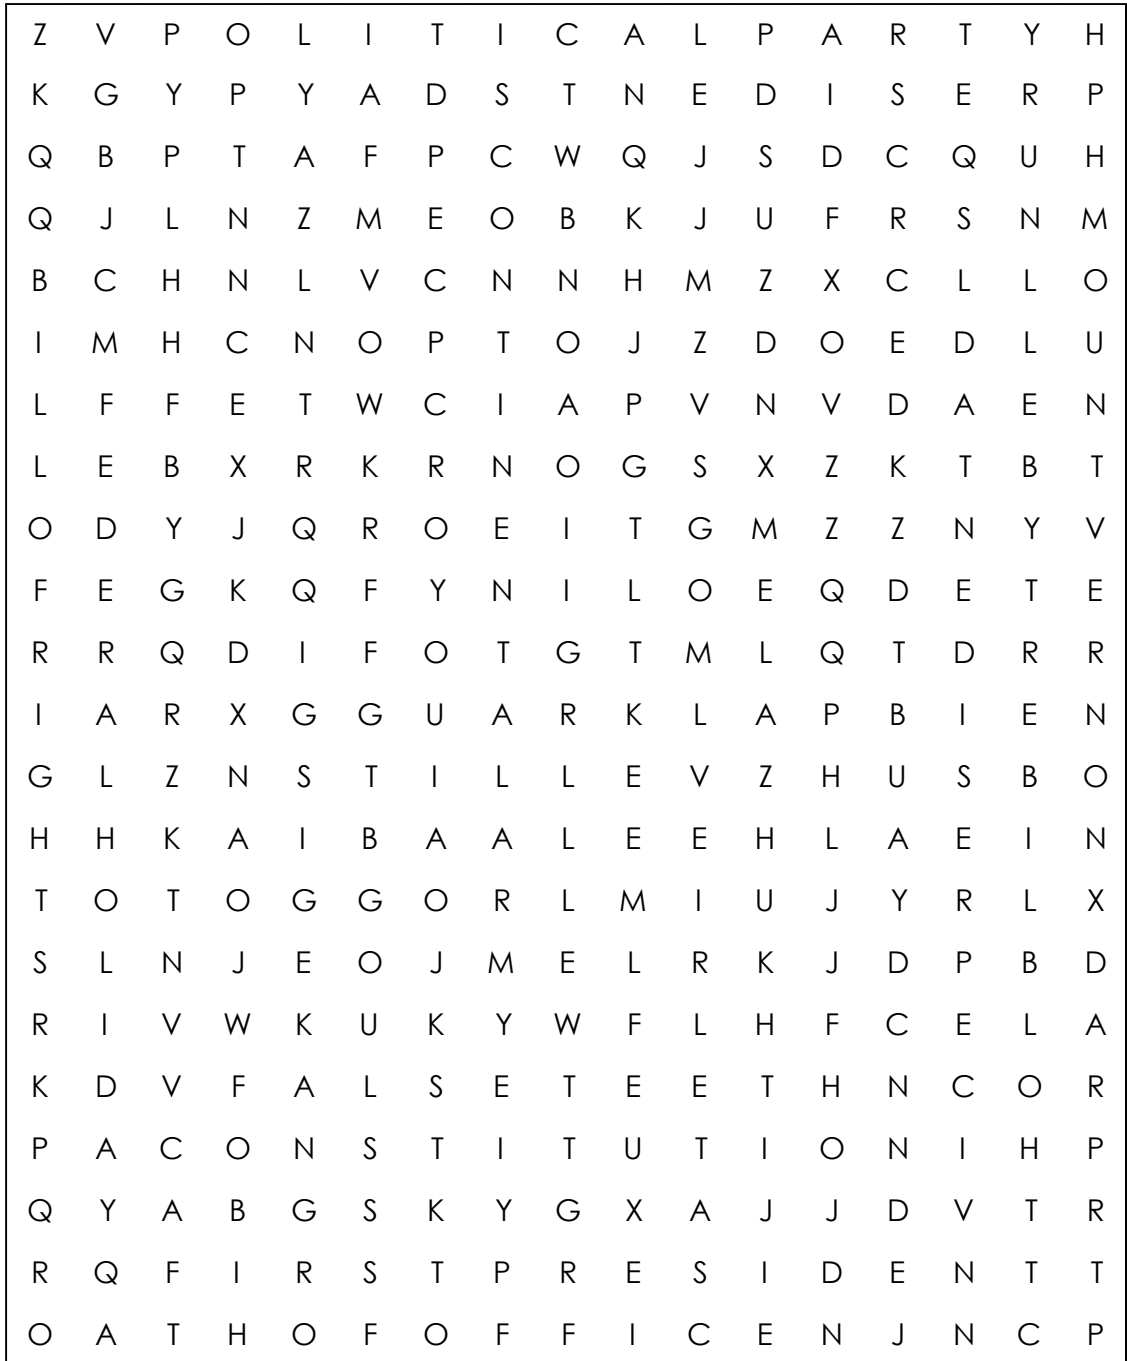 Z V P O L I T I C A L P A R T Y H
K G Y P Y A D S T N E D I S E R P
Q B P T A F P C W Q J S D C Q U H
Q J L N Z M E O B K J U F R S N M
B C H N L V C N N H M Z X C L L O
I M H C N O P T O J Z D O E D L U
L F F E T W C I A P V N V D A E N
L E B X R K R N O G S X Z K T B T
O D Y J Q R O E I T G M Z Z N Y V
F E G K Q F Y N I L O E Q D E T E
R R Q D I F O T G T M L Q T D R R
I A R X G G U A R K L A P B I E N
G L Z N S T I L L E V Z H U S B O
H H K A I B A A L E E H L A E I N
T O T O G G O R L M I U J Y R L X
S L N J E O J M E L R K J D P B D
R I V W K U K Y W F L H F C E L A
K D V F A L S E T E E T H N C O R
P A C O N S T I T U T I O N I H P
Q Y A B G S K Y G X A J J D V T R
R Q F I R S T P R E S I D E N T T
O A T H O F O F F I C E N J N C P